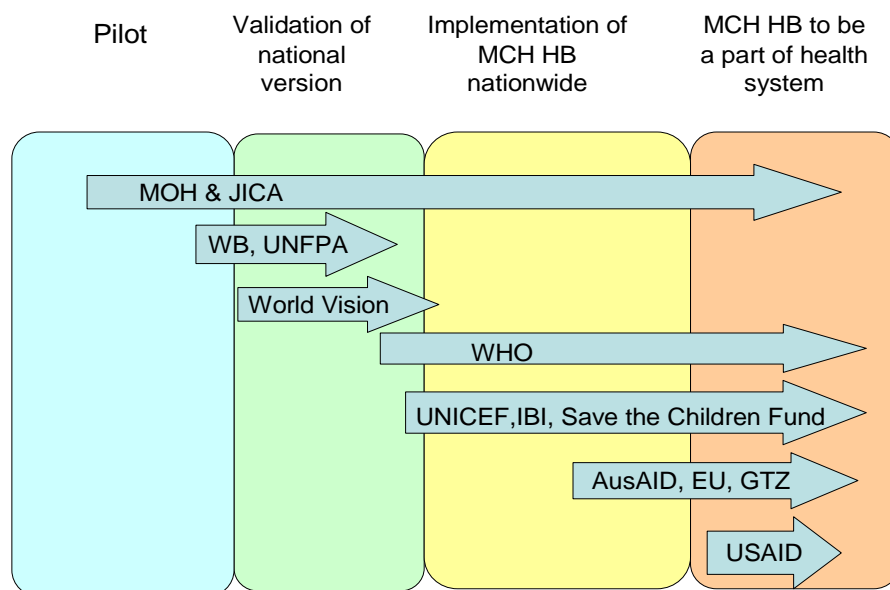 Pilot
Validation of
national
version
Implementation of
MCH HB
nationwide
MCH HB to be
a part of health
system
MOH & JICA
WB, UNFPA
World Vision
WHO
UNICEF,IBI, Save the Children Fund
AusAID, EU, GTZ
USAID